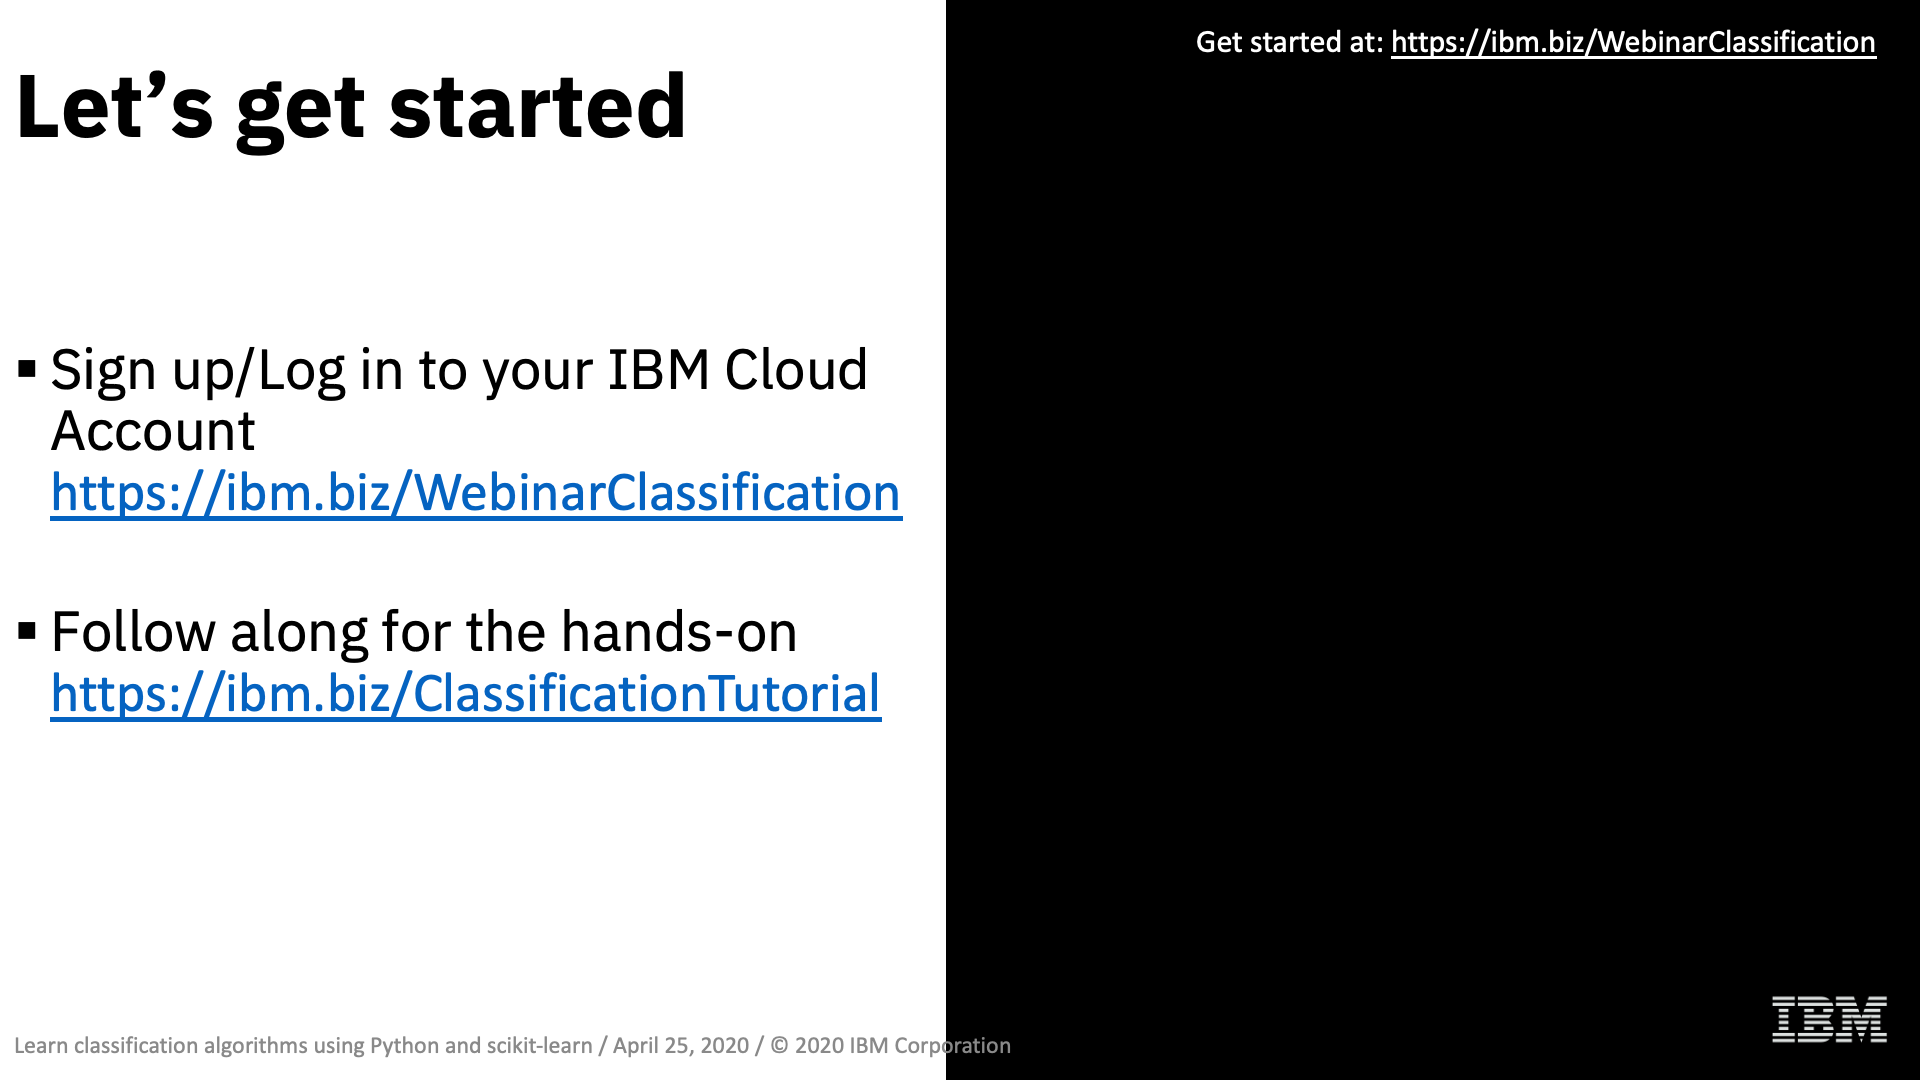 Get started at: https://ibm.biz/WebinarClassification
Let’s get started
▪ Sign up/Log in to your IBM Cloud
Account
https://ibm.biz/WebinarClassification
▪ Follow along for the hands-on
https://ibm.biz/ClassificationTutorial
IBM
Learn classification algorithms using Python and scikit-learn / April 25, 2020 / © 2020 IBM Corporation